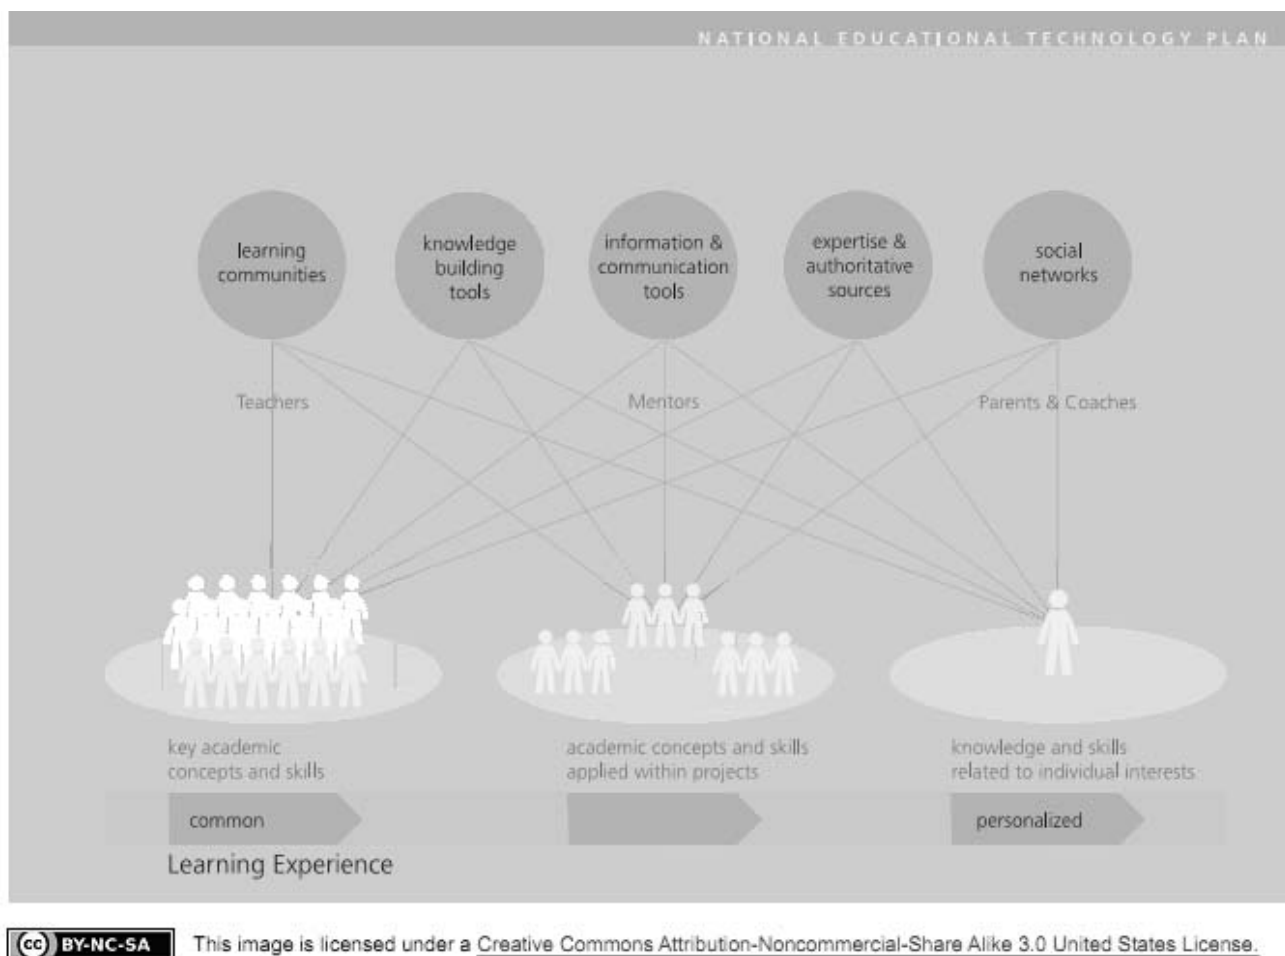 NATIONAL EDUCATIONAL TECHNOLOGY PLAN
learning
communities
knowledge
building
tools
information &
communication
tools
expertise &
authoritative
sources
social
networks
Teachers
Mentors
Parents & Coaches
key academic
concepts and skills
academic concepts and skills
applied within projects
knowledge and skills
related to individual interests
common
personalized
Learning Experience
cc BY-NC-SA
This image is licensed under a Creative Commons Attribution-Noncommercial-Share Alike 3.0 United States License.